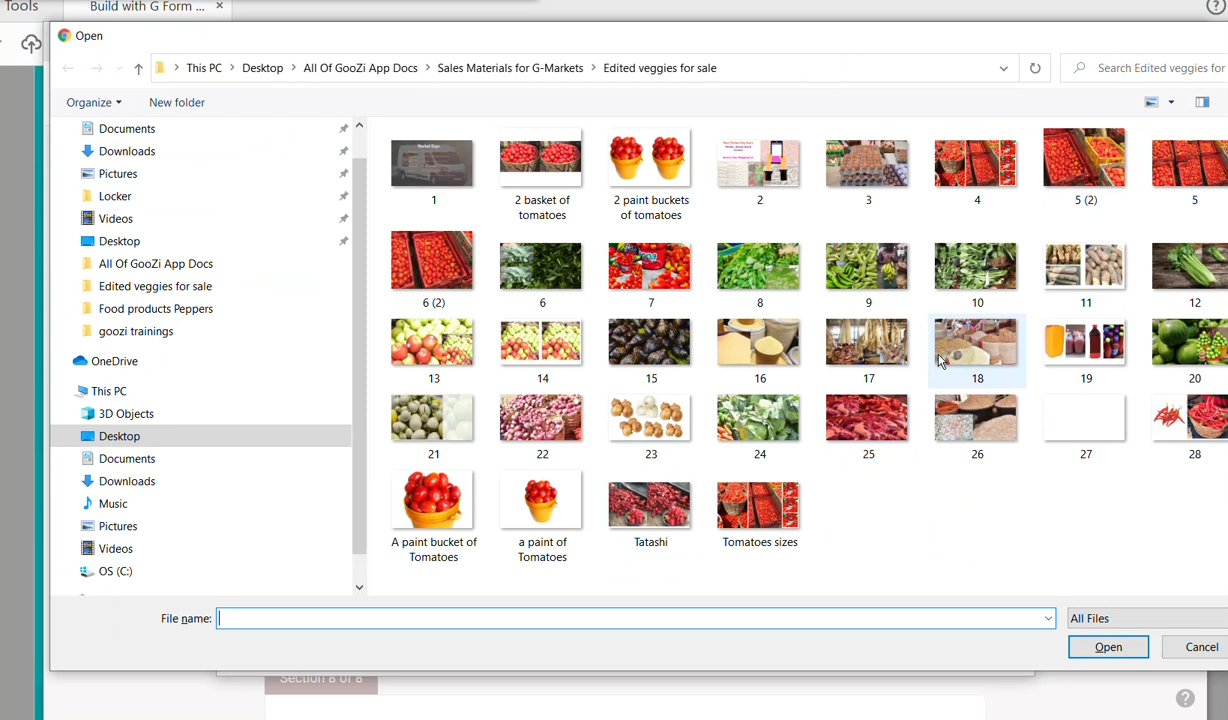 Tools
Build with G Form ... ×
Open
This PC > Desktop > All Of GooZi App Docs > Sales Materials for G-Markets > Edited veggies for sale
Search Edited veggies for
Organize
New folder
Documents
Downloads
Pictures
Locker
Videos
Desktop
All Of GooZi App Docs
Edited veggies for sale
Food products Peppers
goozi trainings
OneDrive
This PC
3D Objects
Desktop
Documents
Downloads
Music
Pictures
Videos
OS (C:)
Market Days
1
2 basket of
tomatoes
2 paint buckets
of tomatoes
2
3
4
5 (2)
5
6 (2)
6
7
8
9
10
11
12
13
14
15
16
17
18
19
20
21
22
23
24
25
26
27
28
A paint bucket of
Tomatoes
a paint of
Tomatoes
Tatashi
Tomatoes sizes
File name:
All Files
Open
Cancel
Section 8 of 8